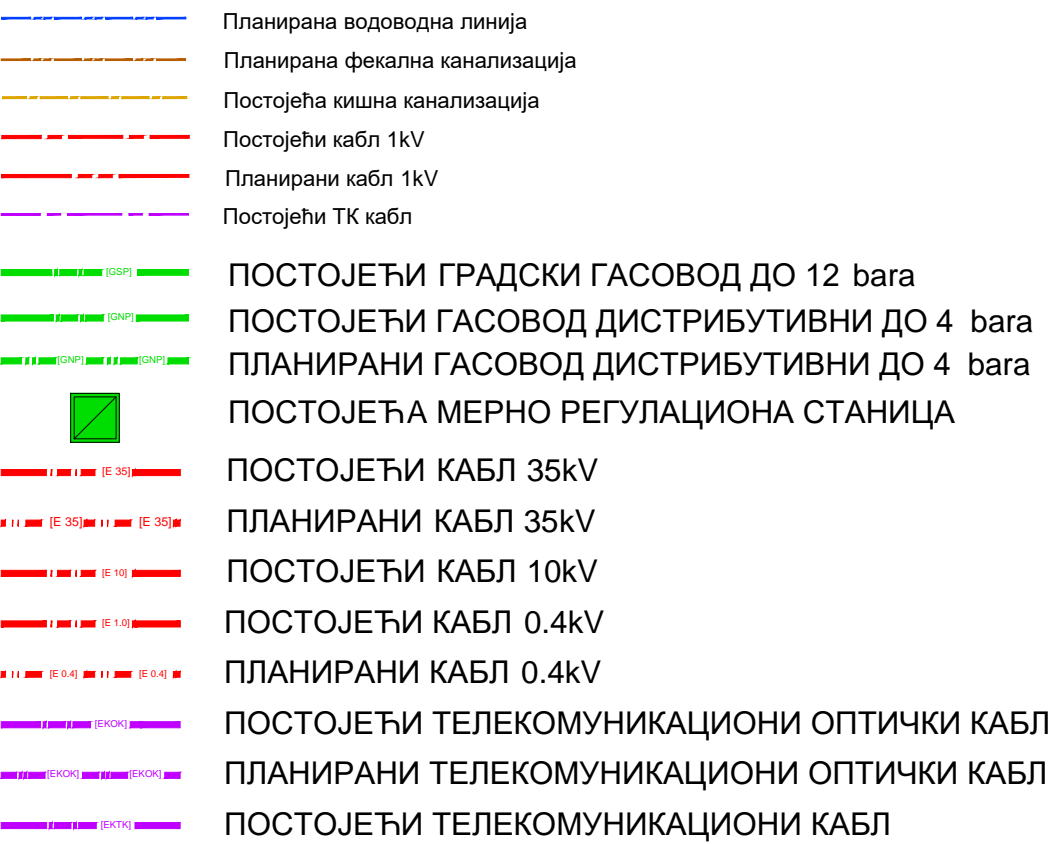 Планирана водоводна линија
Планирана фекална канализација
Постојећа кишна канализација
Постојећи кабл 1kV
Планирани кабл 1kV
Постојећи ТК кабл
[GSP] ПОСТОЈЕЋИ ГРАДСКИ ГАСОВОД ДО 12 bara
[GNP] ПОСТОЈЕЋИ ГАСОВОД ДИСТРИБУТИВНИ ДО 4 bara
[GNP] [GNP] ПЛАНИРАНИ ГАСОВОД ДИСТРИБУТИВНИ ДО 4 bara
ПОСТОЈЕЋА МЕРНО РЕГУЛАЦИОНА СТАНИЦА
[E 35] ПОСТОЈЕЋИ КАБЛ 35kV
[E 35] [E 35] ПЛАНИРАНИ КАБЛ 35kV
[E 10] ПОСТОЈЕЋИ КАБЛ 10kV
[E 1.0] ПОСТОЈЕЋИ КАБЛ 0.4kV
[E 0.4] [E 0.4] ПЛАНИРАНИ КАБЛ 0.4kV
[EKOK] ПОСТОЈЕЋИ ТЕЛЕКОМУНИКАЦИОНИ ОПТИЧКИ КАБЛ
[EKOK] [EKOK] ПЛАНИРАНИ ТЕЛЕКОМУНИКАЦИОНИ ОПТИЧКИ КАБЛ
[EKTK] ПОСТОЈЕЋИ ТЕЛЕКОМУНИКАЦИОНИ КАБЛ